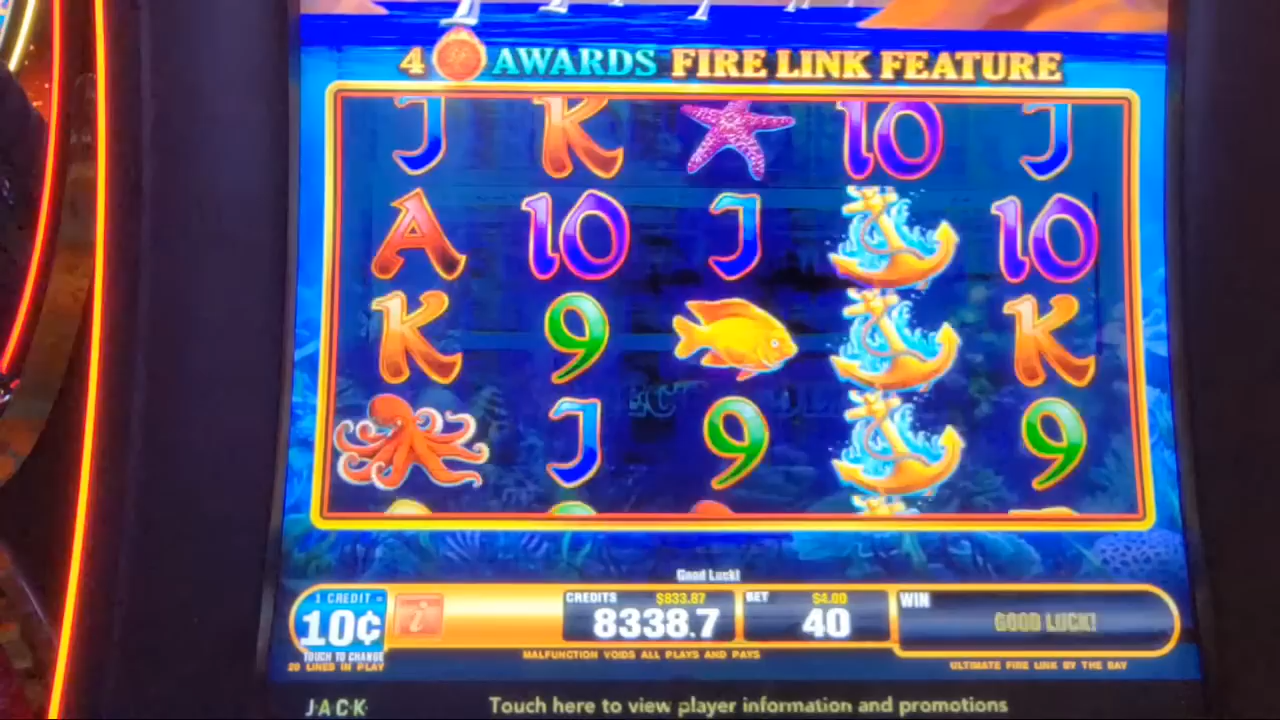 4 AWARDS FIRE LINK FEATURE
J K 10 J
A 10 J 10
K 9 K
J 9 9
Good Luck!
1 CREDIT =
10¢
TOUCH TO CHANGE
20 LINES IN PLAY
i
CREDITS $833.87
8338.7
BET $4.00
40
WIN
GOOD LUCK!
MALFUNCTION VOIDS ALL PLAYS AND PAYS
ULTIMATE FIRE LINK BY THE BAY
JACK
Touch here to view player information and promotions